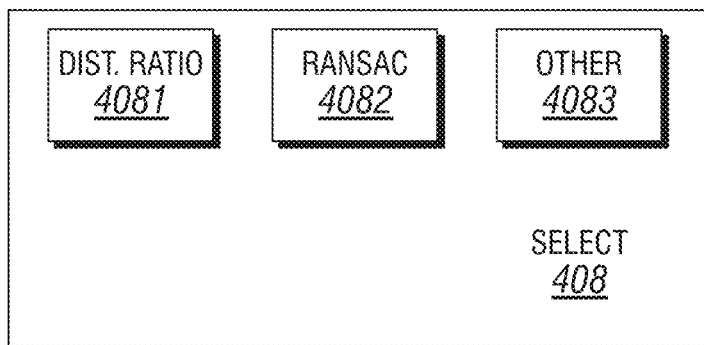 DIST. RATIO
4081
RANSAC
4082
OTHER
4083
SELECT
408